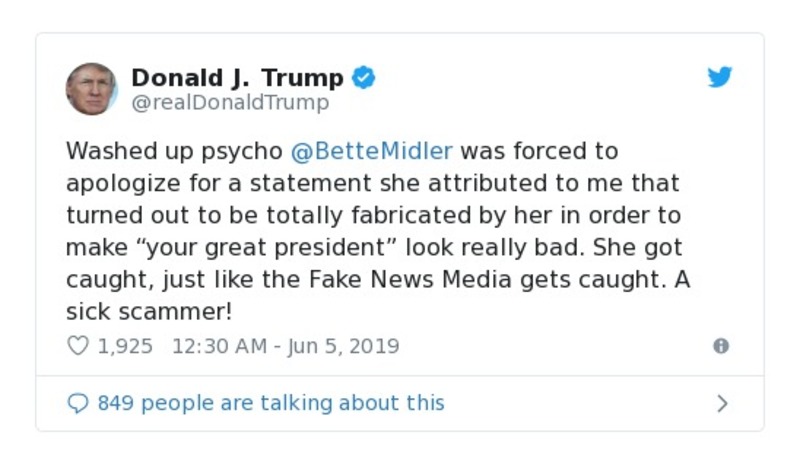 Donald J. Trump
@realDonaldTrump
Washed up psycho @BetteMidler was forced to
apologize for a statement she attributed to me that
turned out to be totally fabricated by her in order to
make “your great president” look really bad. She got
caught, just like the Fake News Media gets caught. A
sick scammer!
1,925 12:30 AM - Jun 5, 2019
849 people are talking about this